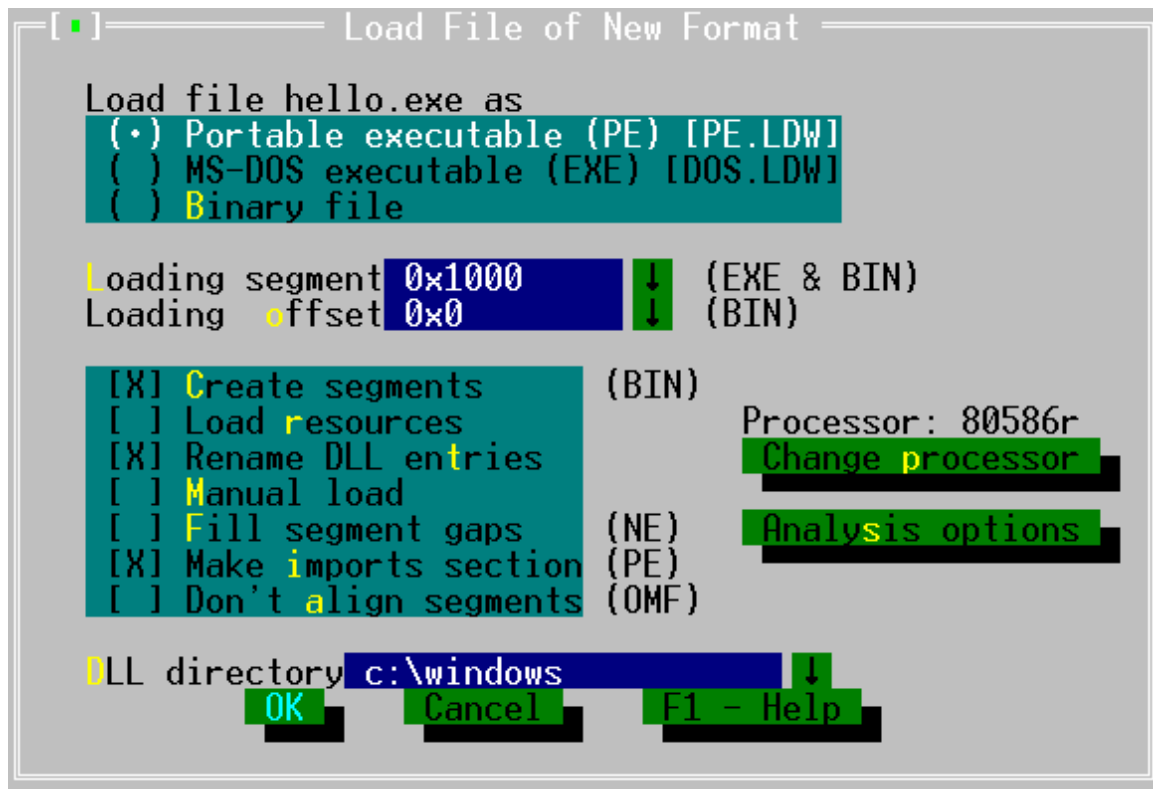 [▪] Load File of New Format
Load file hello.exe as
(•) Portable executable (PE) [PE.LDW]
( ) MS-DOS executable (EXE) [DOS.LDW]
( ) Binary file
Loading segment 0x1000 ↓ (EXE & BIN)
Loading offset 0x0 ↓ (BIN)
[X] Create segments (BIN)
[ ] Load resources Processor: 80586r
[X] Rename DLL entries Change processor
[ ] Manual load
[ ] Fill segment gaps (NE) Analysis options
[X] Make imports section (PE)
[ ] Don't align segments (OMF)
DLL directory c:\windows ↓
OK Cancel F1 - Help